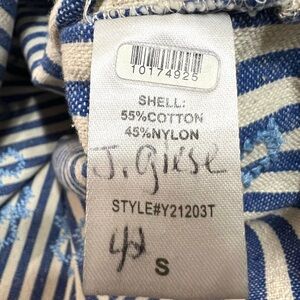 10174925
SHELL:
55%COTTON
45%NYLON
J. Giese
STYLE#Y21203T
S